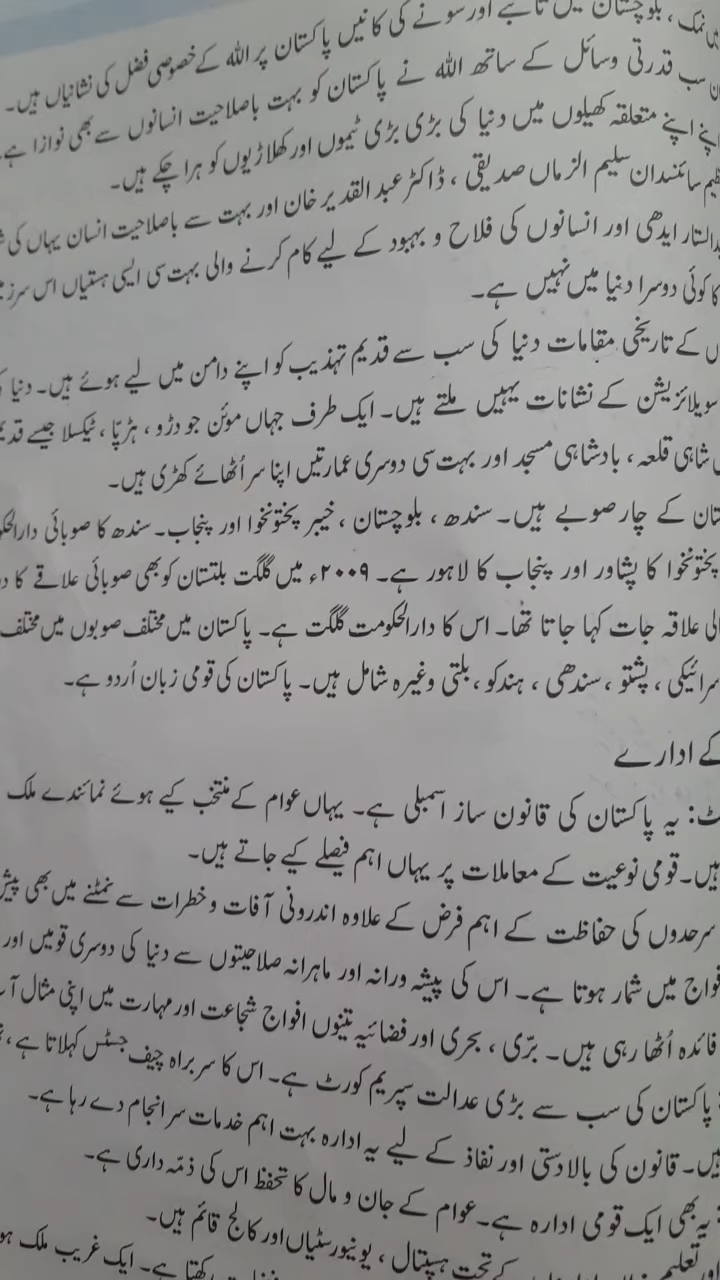 نمک ، بلوچستان میں تانبے اور سونے کی کانیں پاکستان پر اللہ کے خصوصی فضل کی نشانیاں ہیں۔
سب قدرتی وسائل کے ساتھ اللہ نے پاکستان کو بہت باصلاحیت انسانوں سے بھی نوازا ہے
اپنے متعلقہ کھیلوں میں دنیا کی بڑی بڑی ٹیموں اور کھلاڑیوں کو ہرا چکے ہیں۔
سائنسدان سلیم الزماں صدیقی ، ڈاکٹر عبدالقدیر خان اور بہت سے باصلاحیت انسان یہاں کی
ایدھی اور انسانوں کی فلاح و بہبود کے لیے کام کرنے والی بہت سی ایسی ہستیاں اس
کا کوئی دوسرا دنیا میں نہیں ہے۔
کے تاریخی مقامات دنیا کی سب سے قدیم تہذیب کو اپنے دامن میں لیے ہوئے ہیں۔ دنیا
سویلائزیشن کے نشانات یہیں ملتے ہیں۔ ایک طرف جہاں موئن جو دڑو ، ہڑپّا ، ٹیکسلا جیسے
شاہی قلعہ ، بادشاہی مسجد اور بہت سی دوسری عمارتیں اپنا سر اُٹھائے کھڑی ہیں۔
کے چار صوبے ہیں۔ سندھ ، بلوچستان ، خیبر پختونخوا اور پنجاب۔ سندھ کا صوبائی
پختونخوا کا پشاور اور پنجاب کا لاہور ہے۔ ۲۰۰۹ء میں گلگت بلتستان کو بھی صوبائی علاقے کا
علاقہ جات کہا جاتا تھا۔ اس کا دارالحکومت گلگت ہے۔ پاکستان میں مختلف صوبوں میں مختلف
سرائیکی ، پشتو ، سندھی ، ہندکو ، بلتی وغیرہ شامل ہیں۔ پاکستان کی قومی زبان اُردو ہے۔
کے ادارے
یہ پاکستان کی قانون ساز اسمبلی ہے۔ یہاں عوام کے منتخب کیے ہوئے نمائندے ملک
ہیں۔ قومی نوعیت کے معاملات پر یہاں اہم فیصلے کیے جاتے ہیں۔
سرحدوں کی حفاظت کے اہم فرض کے علاوہ اندرونی آفات و خطرات سے نمٹنے میں بھی
میں شمار ہوتا ہے۔ اس کی پیشہ ورانہ اور ماہرانہ صلاحیتوں سے دنیا کی دوسری قومیں اور
فائدہ اُٹھا رہی ہیں۔ برّی ، بحری اور فضائیہ تینوں افواج شجاعت اور مہارت میں اپنی مثال
پاکستان کی سب سے بڑی عدالت سپریم کورٹ ہے۔ اس کا سربراہ چیف جسٹس کہلاتا ہے ،
ہیں۔ قانون کی بالادستی اور نفاذ کے لیے یہ ادارہ بہت اہم خدمات سرانجام دے رہا ہے۔
یہ بھی ایک قومی ادارہ ہے۔ عوام کے جان و مال کا تحفظ اس کی ذمّہ داری ہے۔
کے تحت ہسپتال ، یونیورسٹیاں اور کالج قائم ہیں۔
ایک غریب ملک